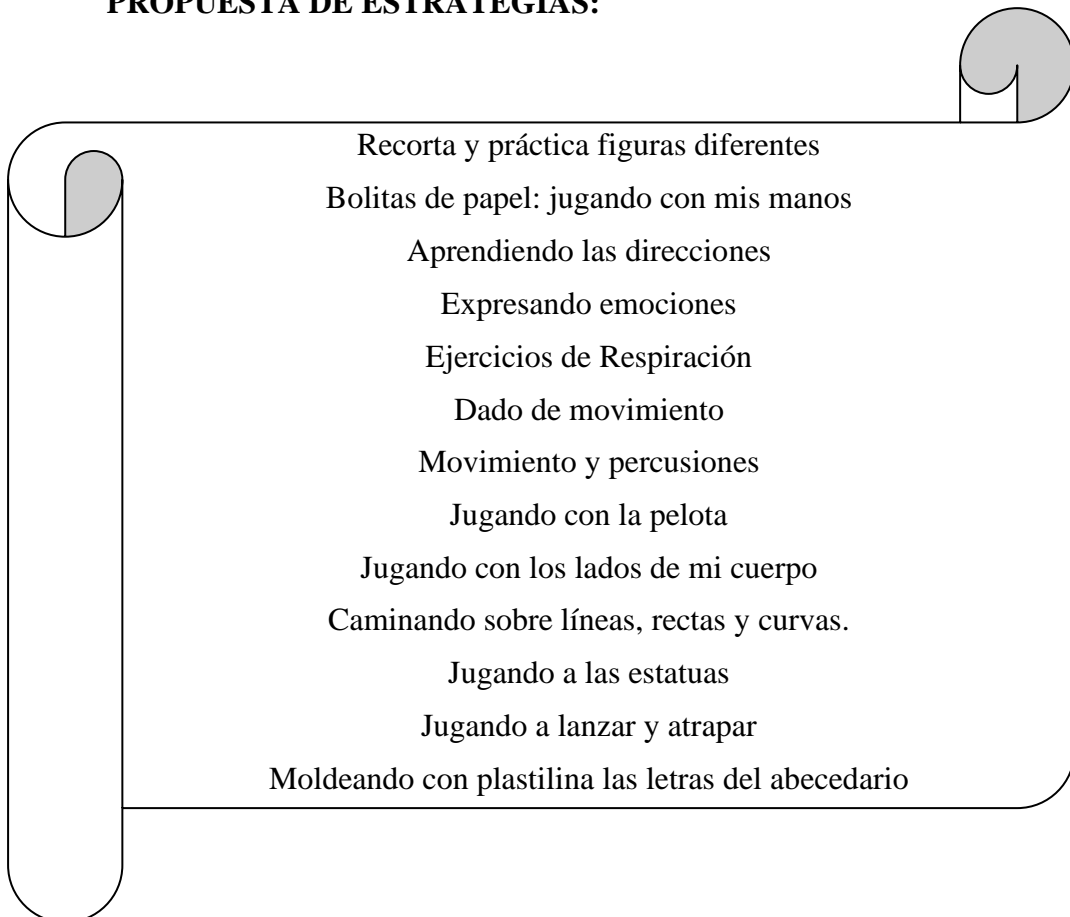 PROPUESTA DE ESTRATEGIAS:
Recorta y práctica figuras diferentes
Bolitas de papel: jugando con mis manos
Aprendiendo las direcciones
Expresando emociones
Ejercicios de Respiración
Dado de movimiento
Movimiento y percusiones
Jugando con la pelota
Jugando con los lados de mi cuerpo
Caminando sobre líneas, rectas y curvas.
Jugando a las estatuas
Jugando a lanzar y atrapar
Moldeando con plastilina las letras del abecedario